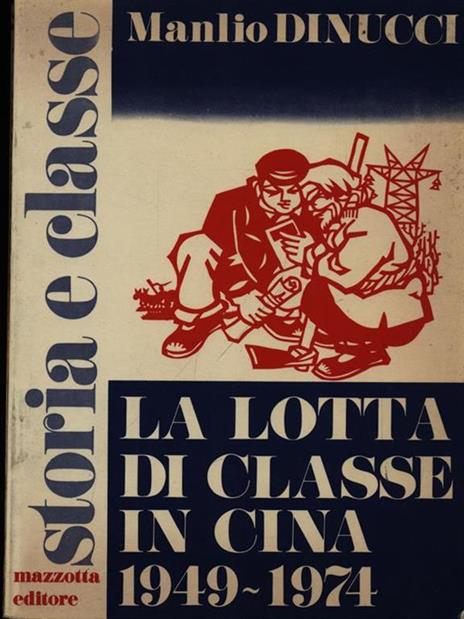 Manlio DINUCCI
storia e classe
LA LOTTA
DI CLASSE
IN CINA
1949~1974
mazzotta
editore